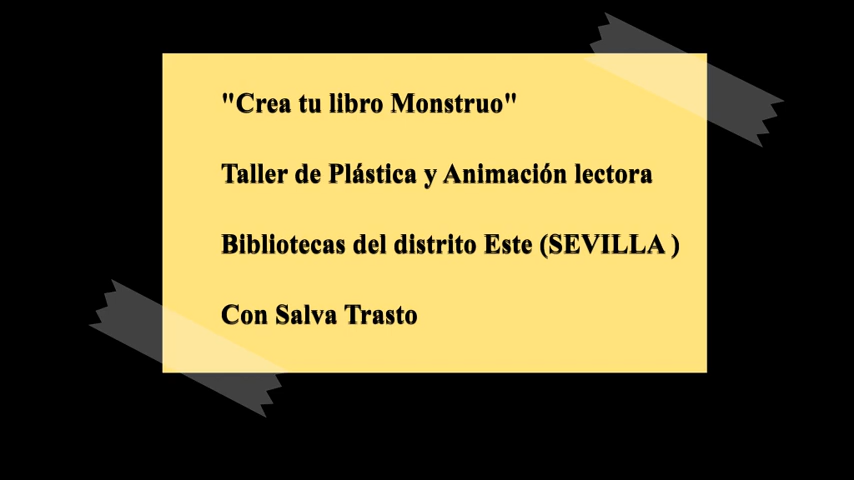 "Crea tu libro Monstruo"
Taller de Plástica y Animación lectora
Bibliotecas del distrito Este (SEVILLA )
Con Salva Trasto